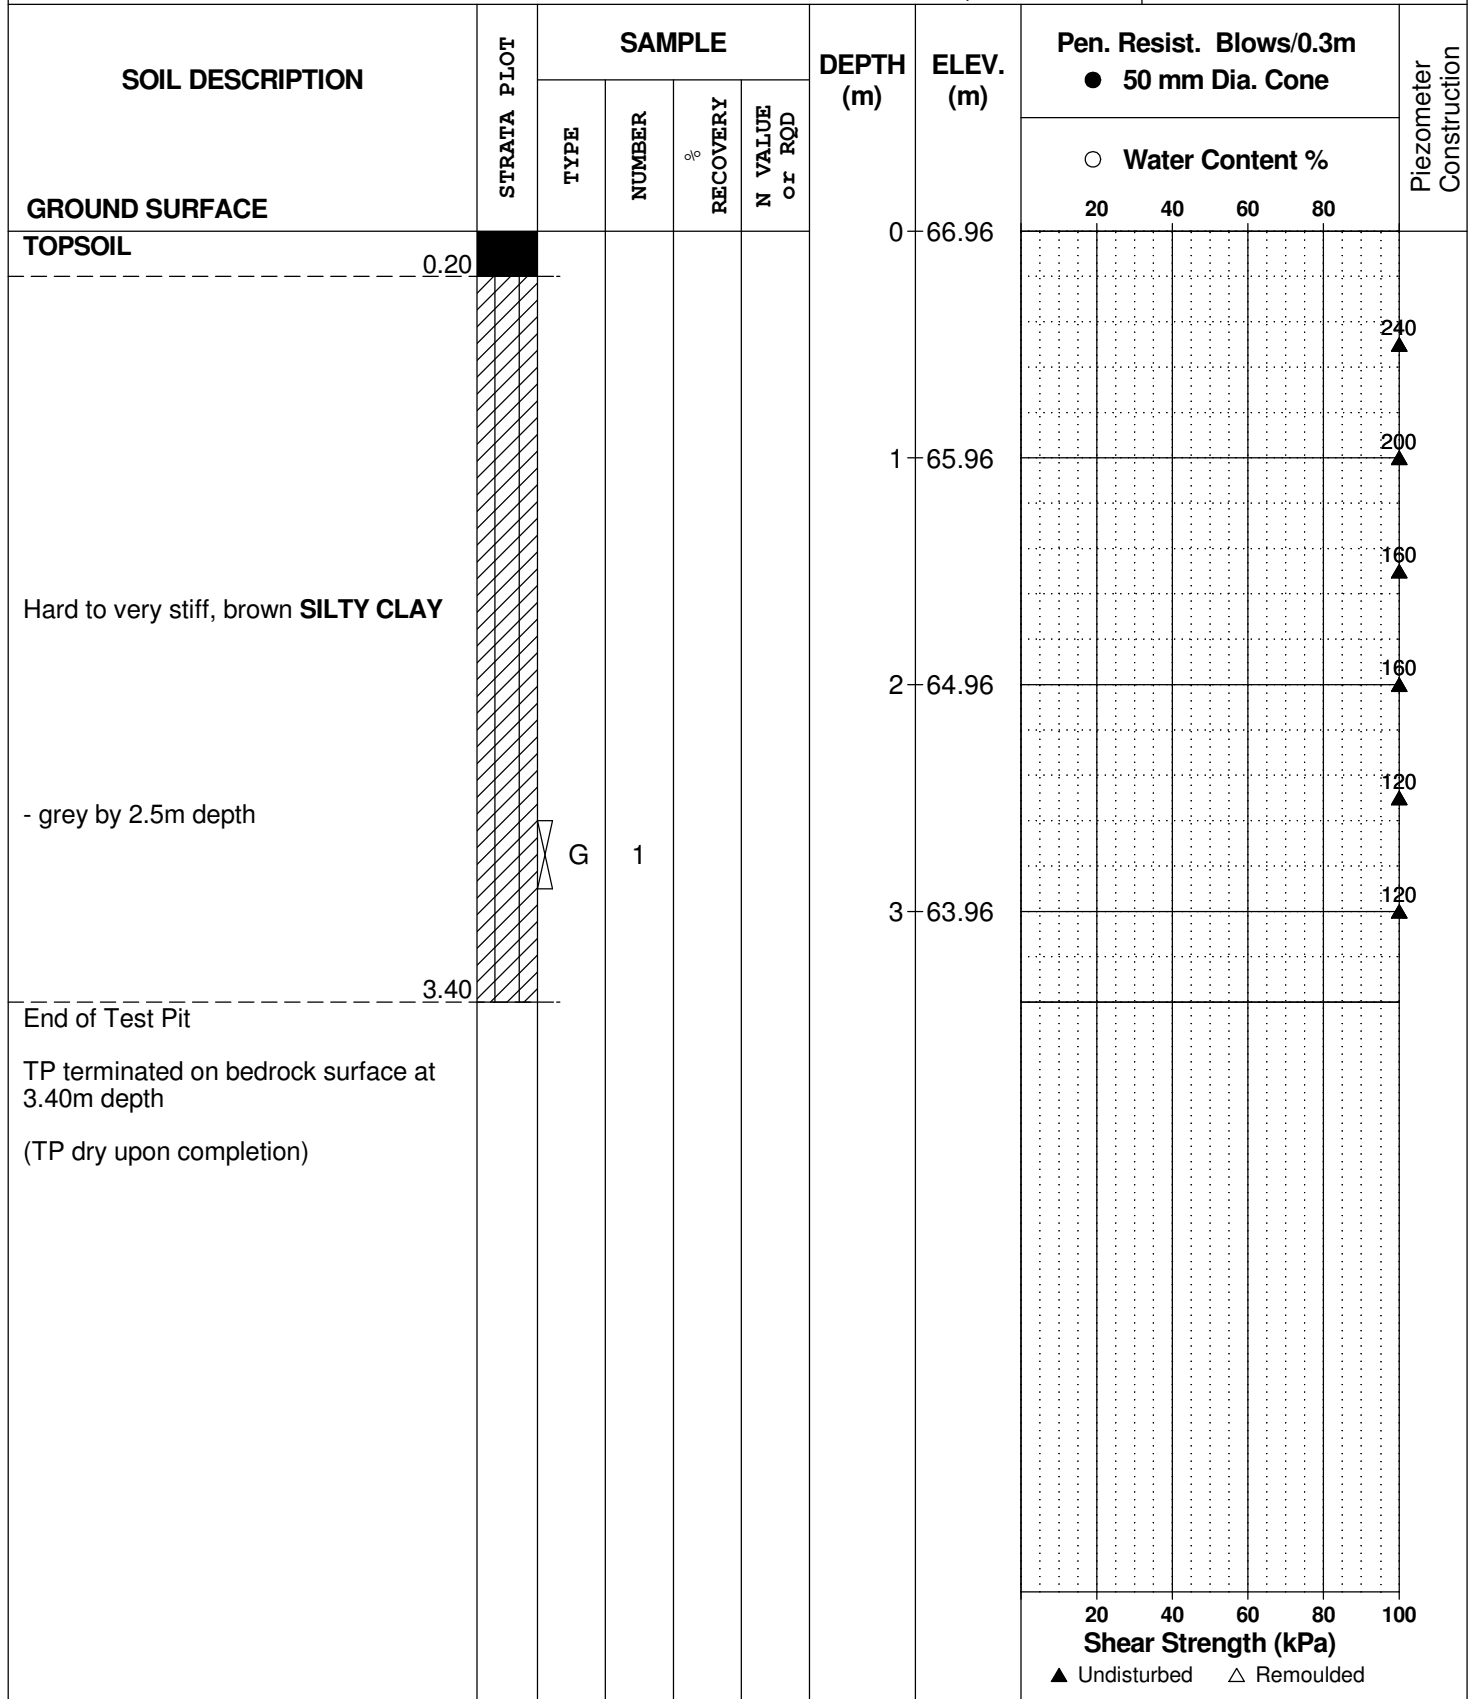 SOIL DESCRIPTION
GROUND SURFACE
STRATA PLOT
SAMPLE
TYPE
NUMBER
%
RECOVERY
N VALUE
or RQD
DEPTH
(m)
ELEV.
(m)
Pen. Resist. Blows/0.3m
● 50 mm Dia. Cone
○ Water Content %
20 40 60 80
Piezometer
Construction
TOPSOIL
0.20
0 66.96
240
200
1 65.96
160
Hard to very stiff, brown SILTY CLAY
160
2 64.96
120
- grey by 2.5m depth
G 1
120
3 63.96
3.40
End of Test Pit
TP terminated on bedrock surface at
3.40m depth
(TP dry upon completion)
20 40 60 80 100
Shear Strength (kPa)
▲ Undisturbed △ Remoulded